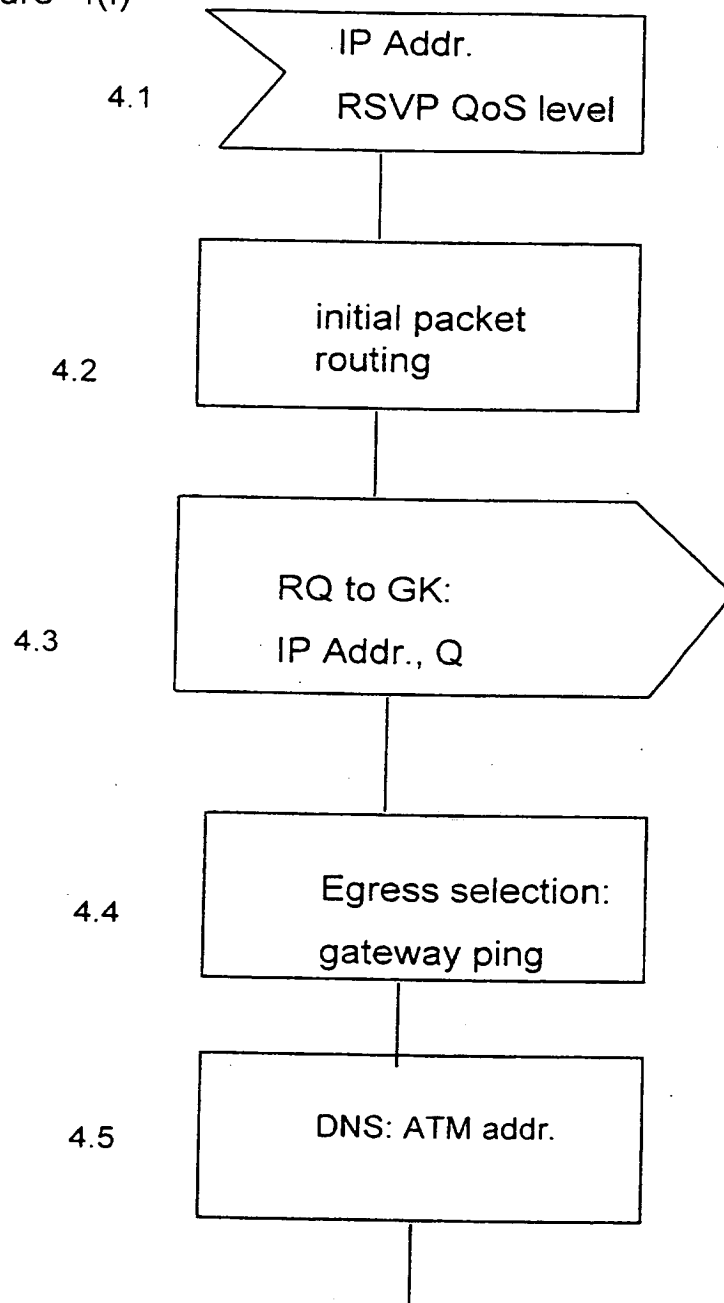 IP Addr.
4.1
RSVP QoS level
initial packet
routing
4.2
RQ to GK:
4.3
IP Addr., Q
Egress selection:
4.4
gateway ping
4.5
DNS: ATM addr.